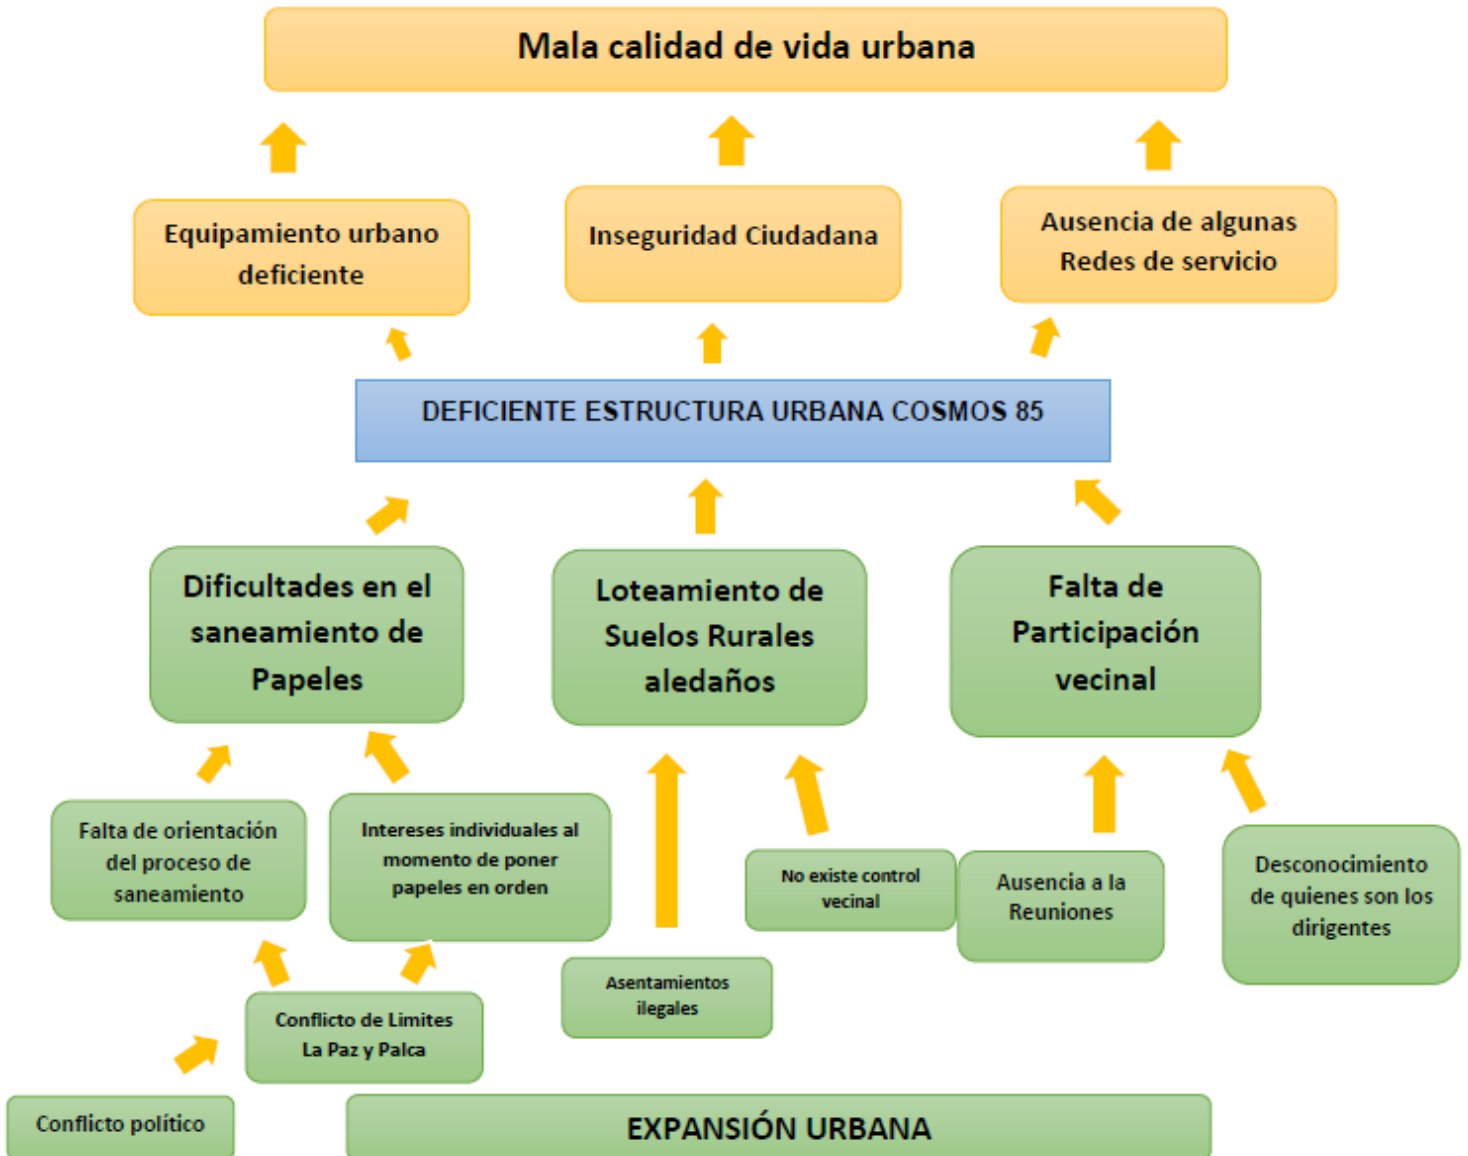 Mala calidad de vida urbana
Equipamiento urbano
deficiente
Inseguridad Ciudadana
Ausencia de algunas
Redes de servicio
DEFICIENTE ESTRUCTURA URBANA COSMOS 85
Dificultades en el
saneamiento de
Papeles
Loteamiento de
Suelos Rurales
aledaños
Falta de
Participación
vecinal
Falta de orientación
del proceso de
saneamiento
Intereses individuales al
momento de poner
papeles en orden
No existe control
vecinal
Ausencia a la
Reuniones
Desconocimiento
de quienes son los
dirigentes
Asentamientos
ilegales
Conflicto de Limites
La Paz y Palca
Conflicto político
EXPANSIÓN URBANA